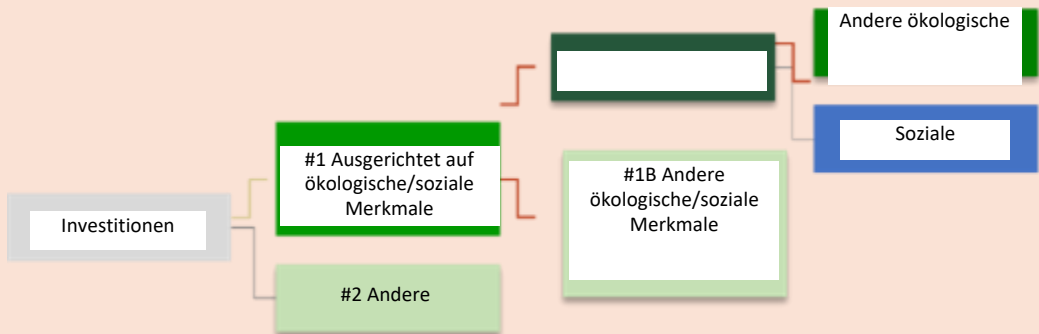 Andere ökologische
Soziale
#1 Ausgerichtet auf
ökologische/soziale
Merkmale
#1B Andere
ökologische/soziale
Merkmale
Investitionen
#2 Andere